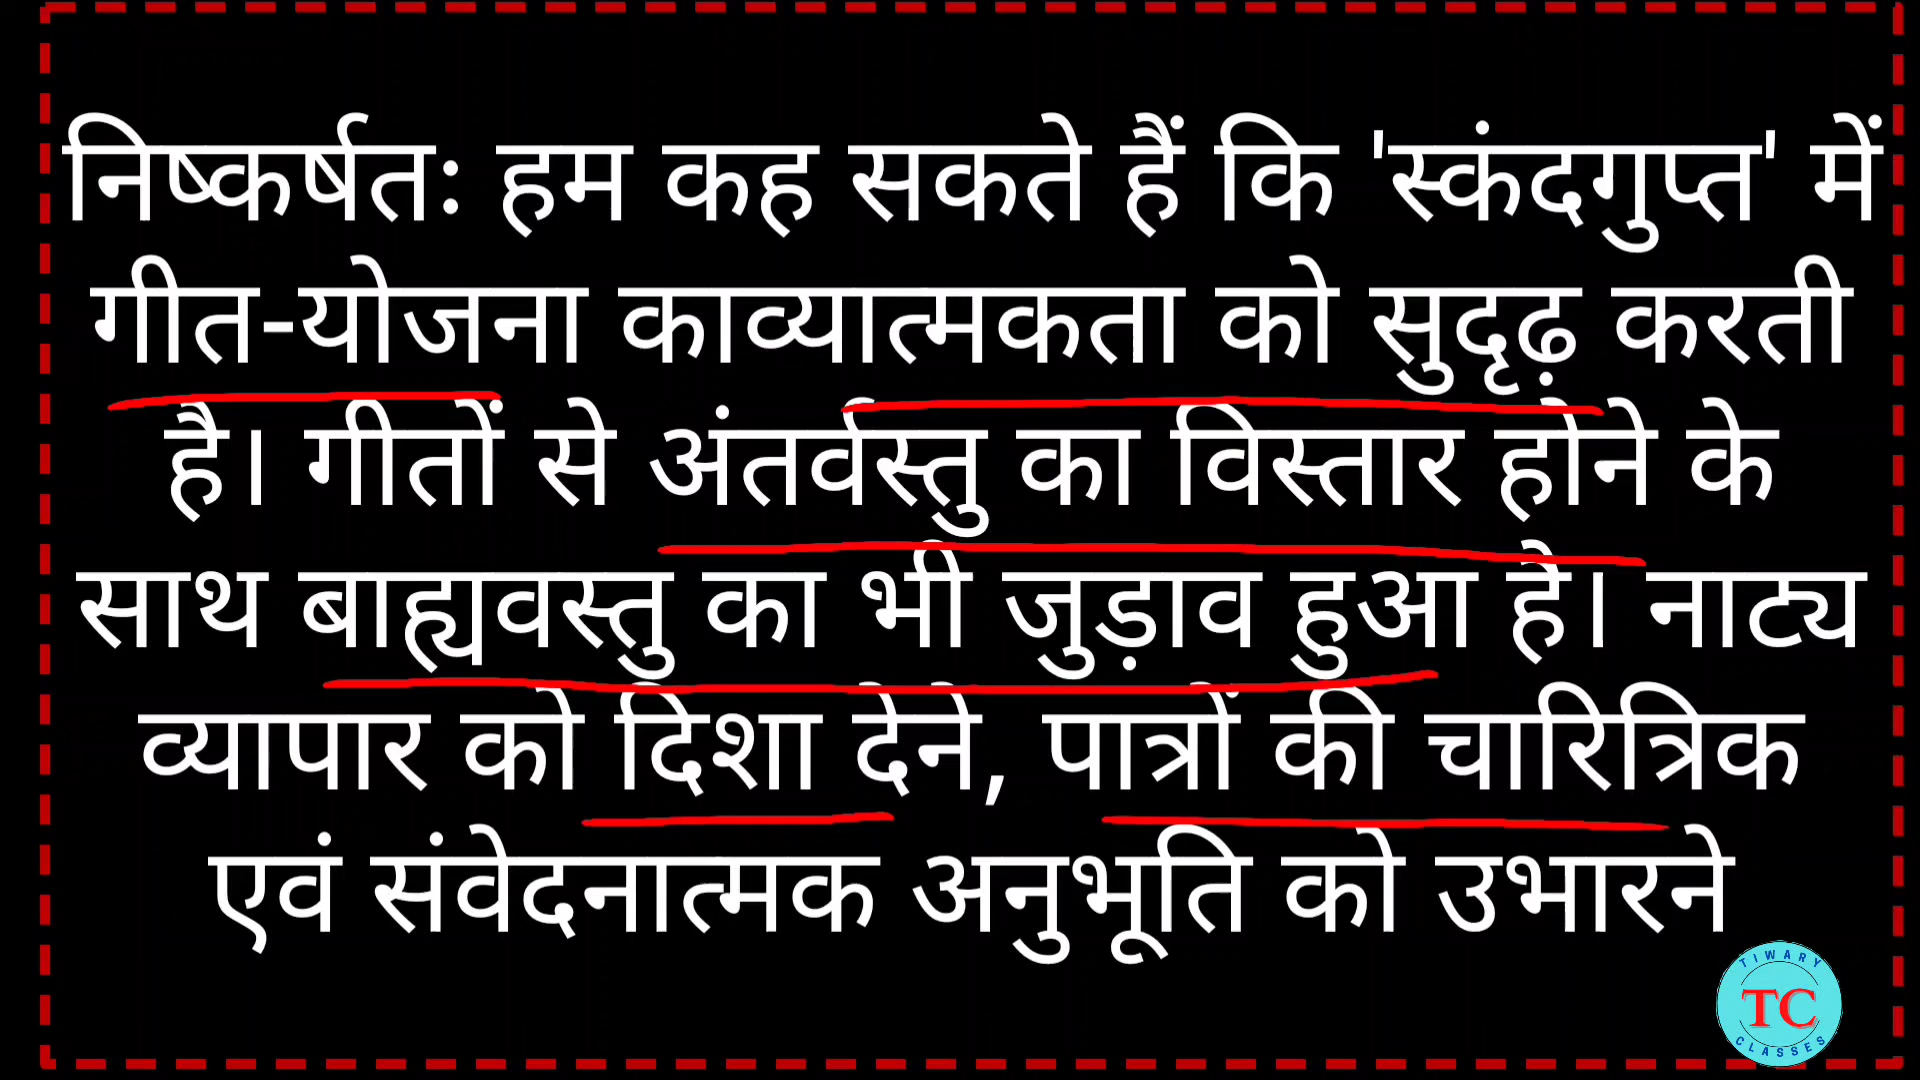 निष्कर्षतः हम कह सकते हैं कि 'स्कंदगुप्त' में
गीत-योजना काव्यात्मकता को सुदृढ़ करती
है। गीतों से अंतर्वस्तु का विस्तार होने के
साथ बाह्यवस्तु का भी जुड़ाव हुआ है। नाट्य
व्यापार को दिशा देने, पात्रों की चारित्रिक
एवं संवेदनात्मक अनुभूति को उभारने
TIWARY
TC
CLASSES